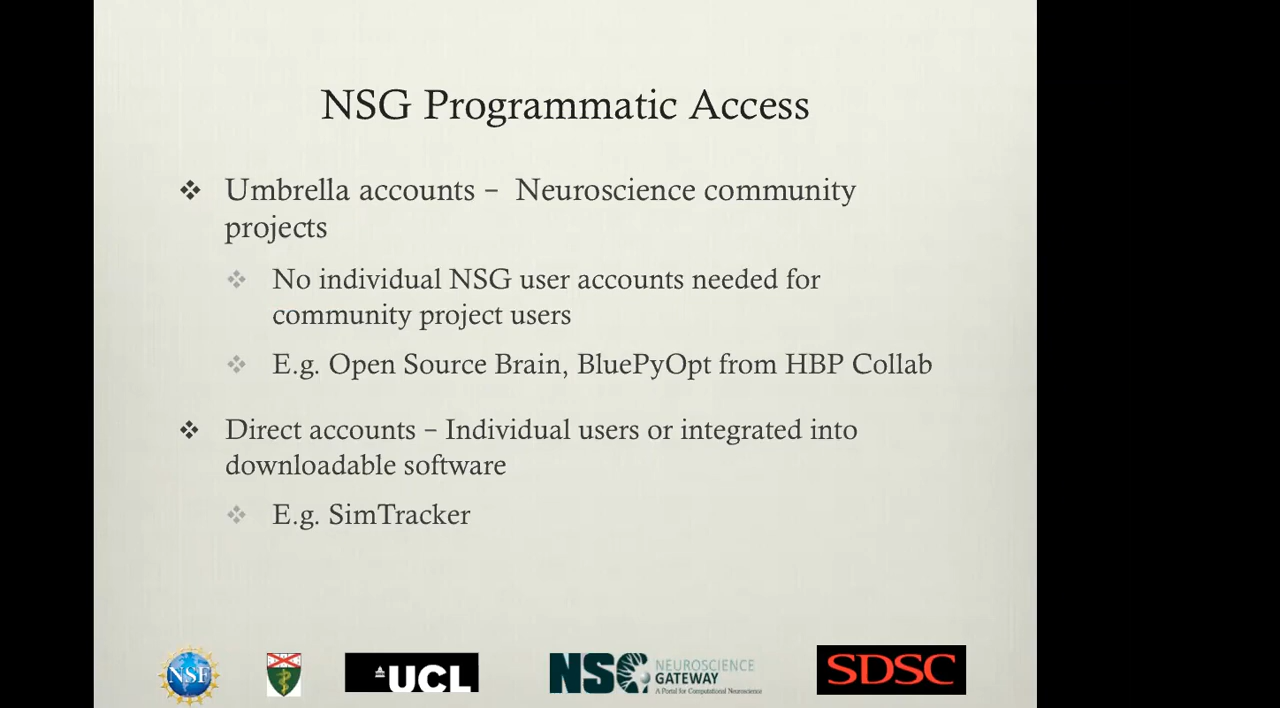 NSG Programmatic Access
Umbrella accounts – Neuroscience community
projects
No individual NSG user accounts needed for
community project users
E.g. Open Source Brain, BluePyOpt from HBP Collab
Direct accounts – Individual users or integrated into
downloadable software
E.g. SimTracker
NSF
UCL
NSG NEUROSCIENCE
GATEWAY
A Portal for Computational Neuroscience
SDSC